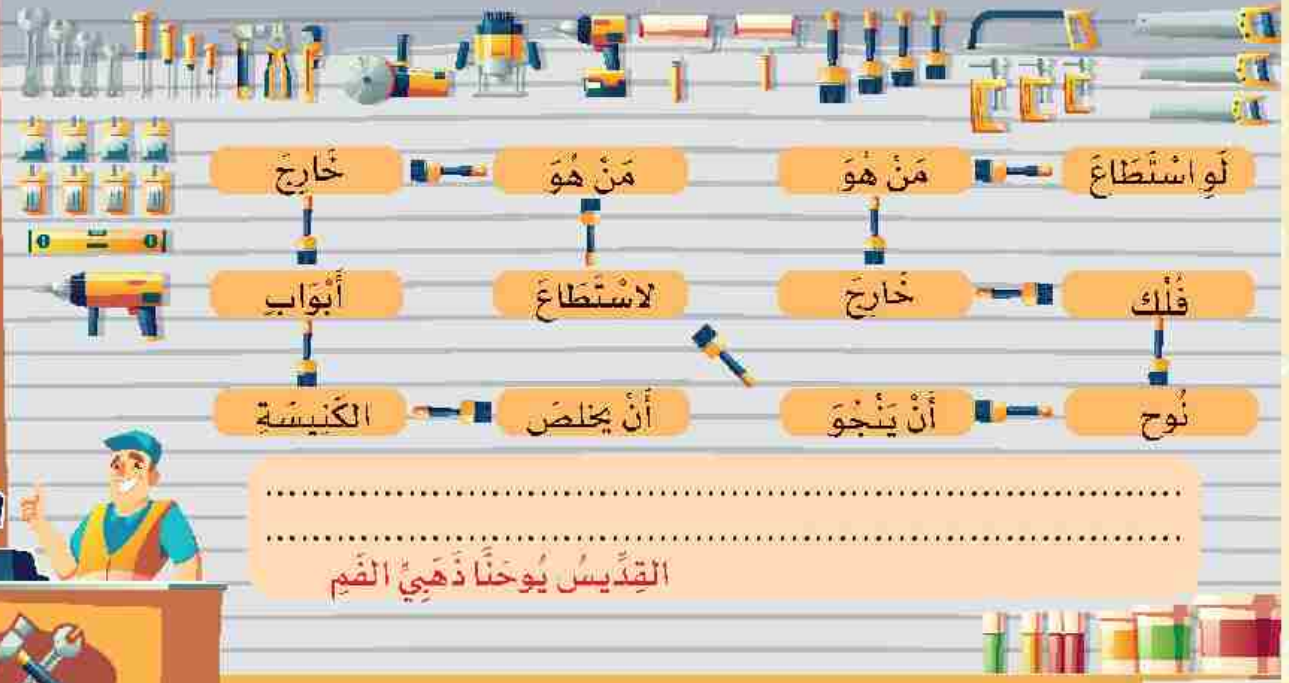 لَوِ اسْتَطَاعَ مَنْ هُوَ مَنْ هُوَ خَارِجَ
فُلْك خَارِجَ لاسْتَطَاعَ أَبْوَابِ
نُوح أَنْ يَنْجُوَ أَنْ يخلصَ الكَنِيسَةِ
القِدِّيسُ يُوحَنَّا ذَهَبِيِّ الفَمِ